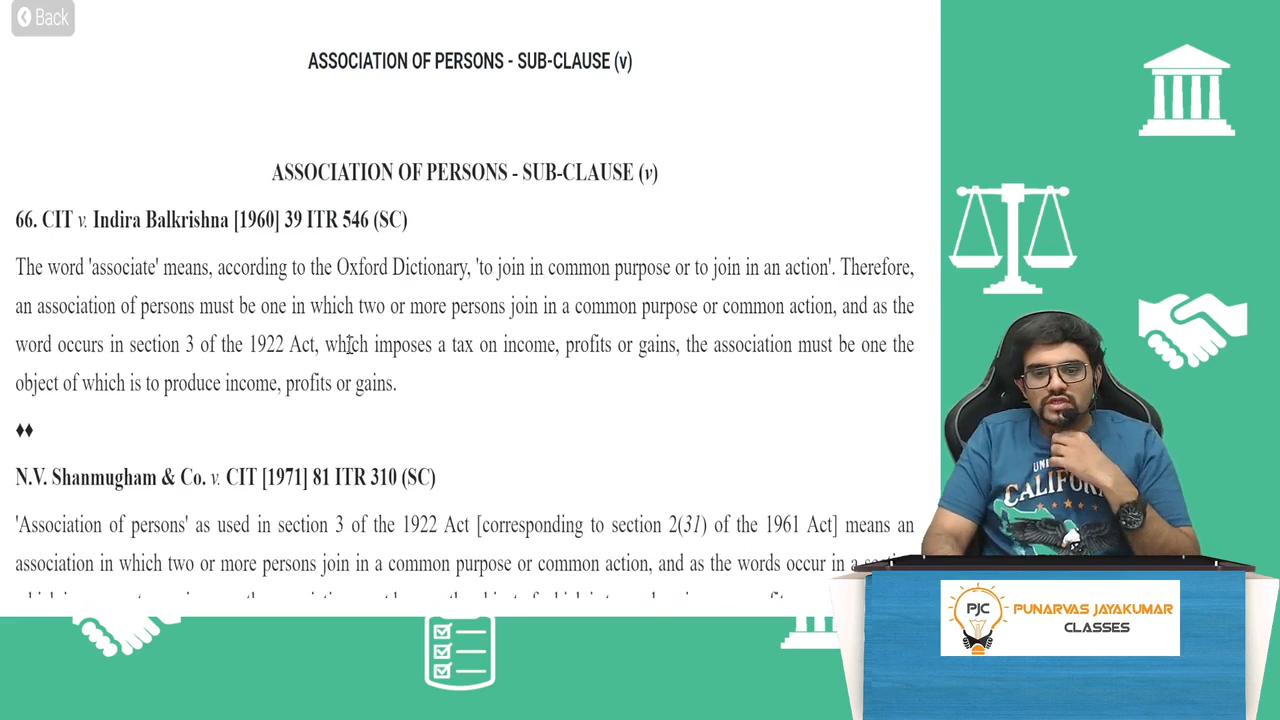 Back
ASSOCIATION OF PERSONS - SUB-CLAUSE (v)
ASSOCIATION OF PERSONS - SUB-CLAUSE (v)
66. CIT v. Indira Balkrishna [1960] 39 ITR 546 (SC)
The word 'associate' means, according to the Oxford Dictionary, 'to join in common purpose or to join in an action'. Therefore,
an association of persons must be one in which two or more persons join in a common purpose or common action, and as the
word occurs in section 3 of the 1922 Act, which imposes a tax on income, profits or gains, the association must be one the
object of which is to produce income, profits or gains.
♦♦
N.V. Shanmugham & Co. v. CIT [1971] 81 ITR 310 (SC)
'Association of persons' as used in section 3 of the 1922 Act [corresponding to section 2(31) of the 1961 Act] means an
association in which two or more persons join in a common purpose or common action, and as the words occur in a
CALIFOR
PJC
PUNARVAS JAYAKUMAR
CLASSES